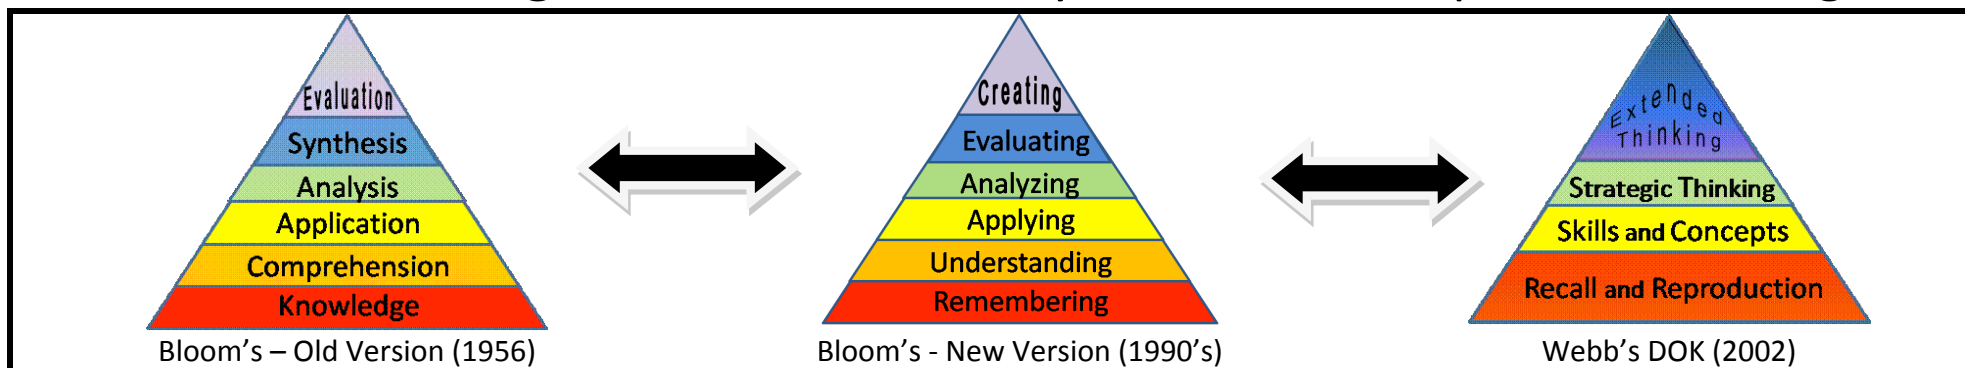 Evaluation
Synthesis
Analysis
Application
Comprehension
Knowledge
Bloom’s – Old Version (1956)
Creating
Evaluating
Analyzing
Applying
Understanding
Remembering
Bloom’s - New Version (1990’s)
Extended
Thinking
Strategic Thinking
Skills and Concepts
Recall and Reproduction
Webb’s DOK (2002)